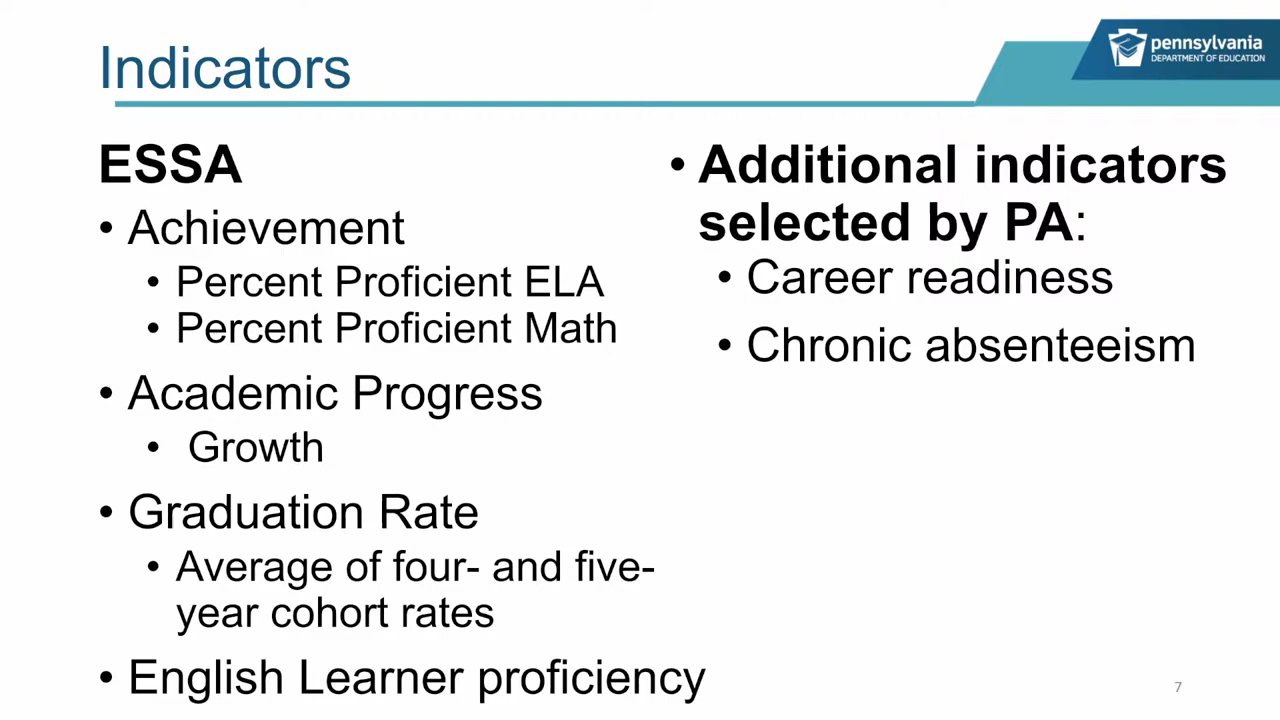 Indicators
pennsylvania
DEPARTMENT OF EDUCATION
ESSA
• Achievement
• Percent Proficient ELA
• Percent Proficient Math
• Academic Progress
• Growth
• Graduation Rate
• Average of four- and five-
year cohort rates
• English Learner proficiency
• Additional indicators
selected by PA:
• Career readiness
• Chronic absenteeism
7